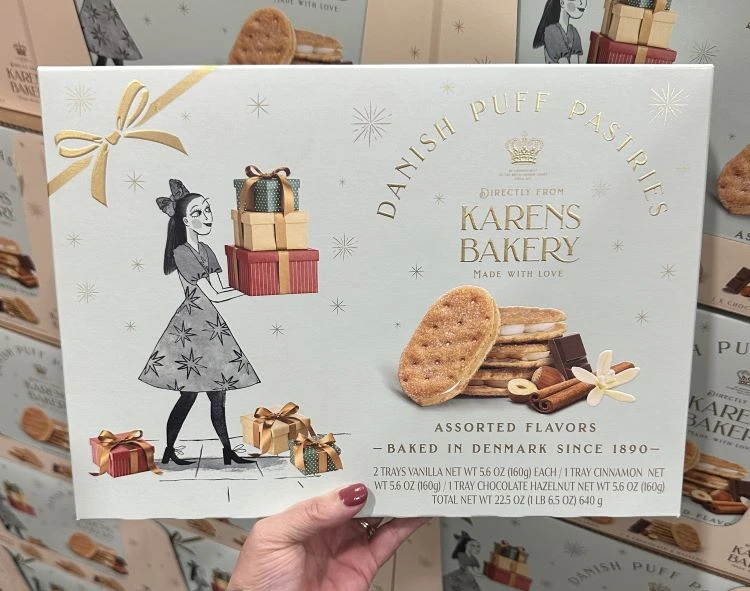 DANISH PUFF PASTRIES
DIRECTLY FROM
KARENS
BAKERY
MADE WITH LOVE
ASSORTED FLAVORS
BAKED IN DENMARK SINCE 1890
2 TRAYS VANILLA NET WT 5.6 OZ (160g) EACH / 1 TRAY CINNAMON NET
WT 5.6 OZ (160g) / 1 TRAY CHOCOLATE HAZELNUT NET WT 5.6 OZ (160g)
TOTAL NET WT 22.5 OZ (1 LB 6.5 OZ) 640 g